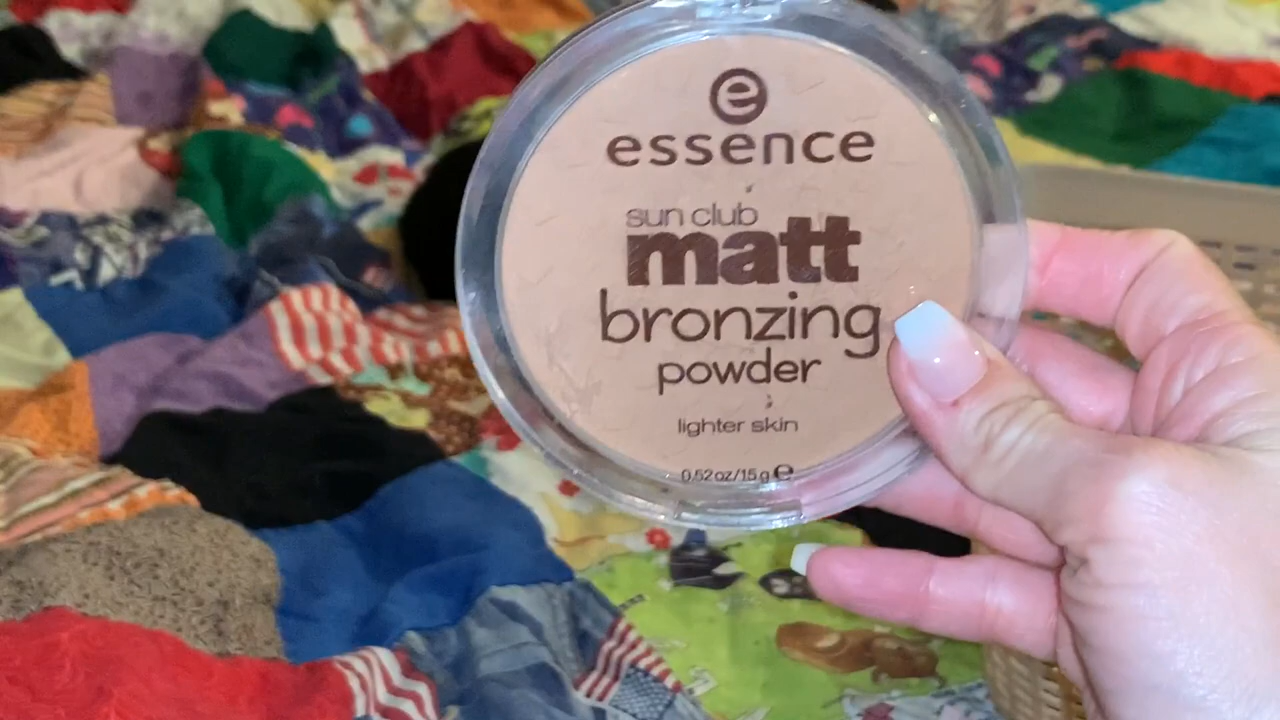 e
essence
sun club
matt
bronzing
powder
lighter skin
0.52 oz/15 g e